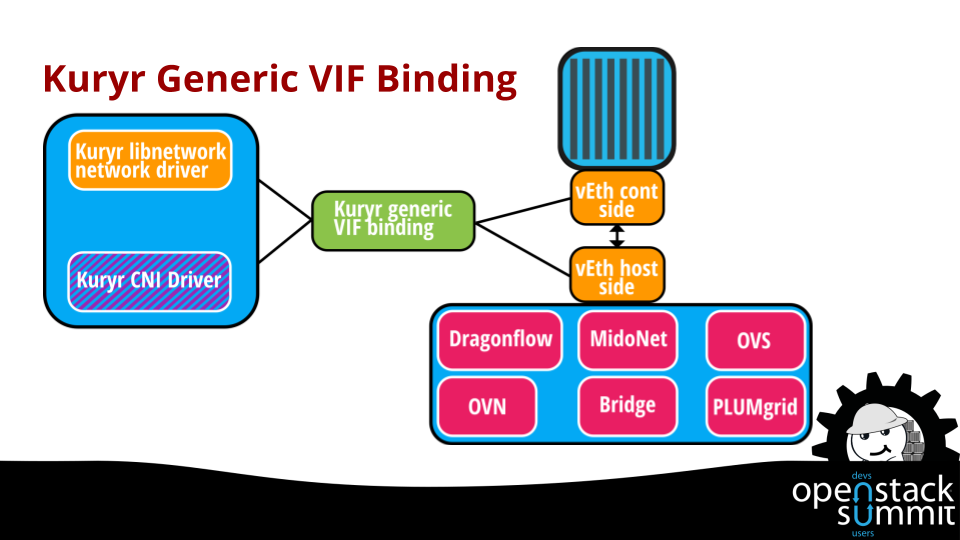 Kuryr Generic VIF Binding
Kuryr libnetwork
network driver
Kuryr CNI Driver
Kuryr generic
VIF binding
vEth cont
side
vEth host
side
Dragonflow
MidoNet
OVS
OVN
Bridge
PLUMgrid
devs
openstack
summit
users